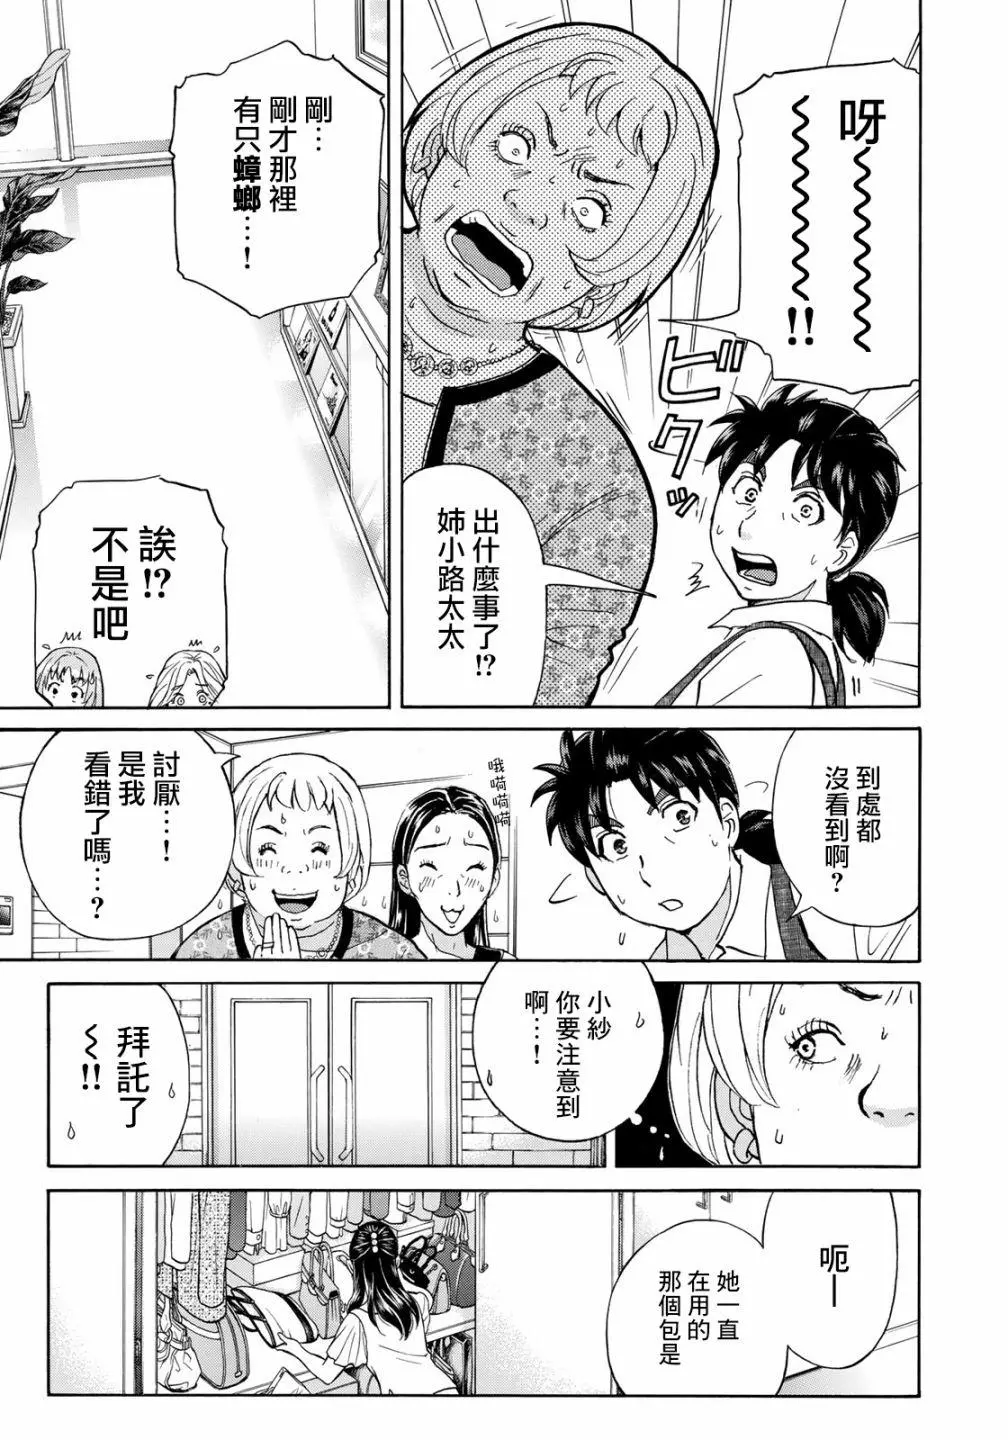 呀
～～！！
ビクッ
出什麼事了！？
姉小路太太
剛…
剛才那裡
有只蟑螂…！
誒！？
不是吧
到處都
沒看到啊？
哦嗬嗬嗬
討厭…！
是我
看錯了嗎…？
小紗
你要注意到
啊…！
拜託了
～！！
呃—
她一直
在用的
那個包是